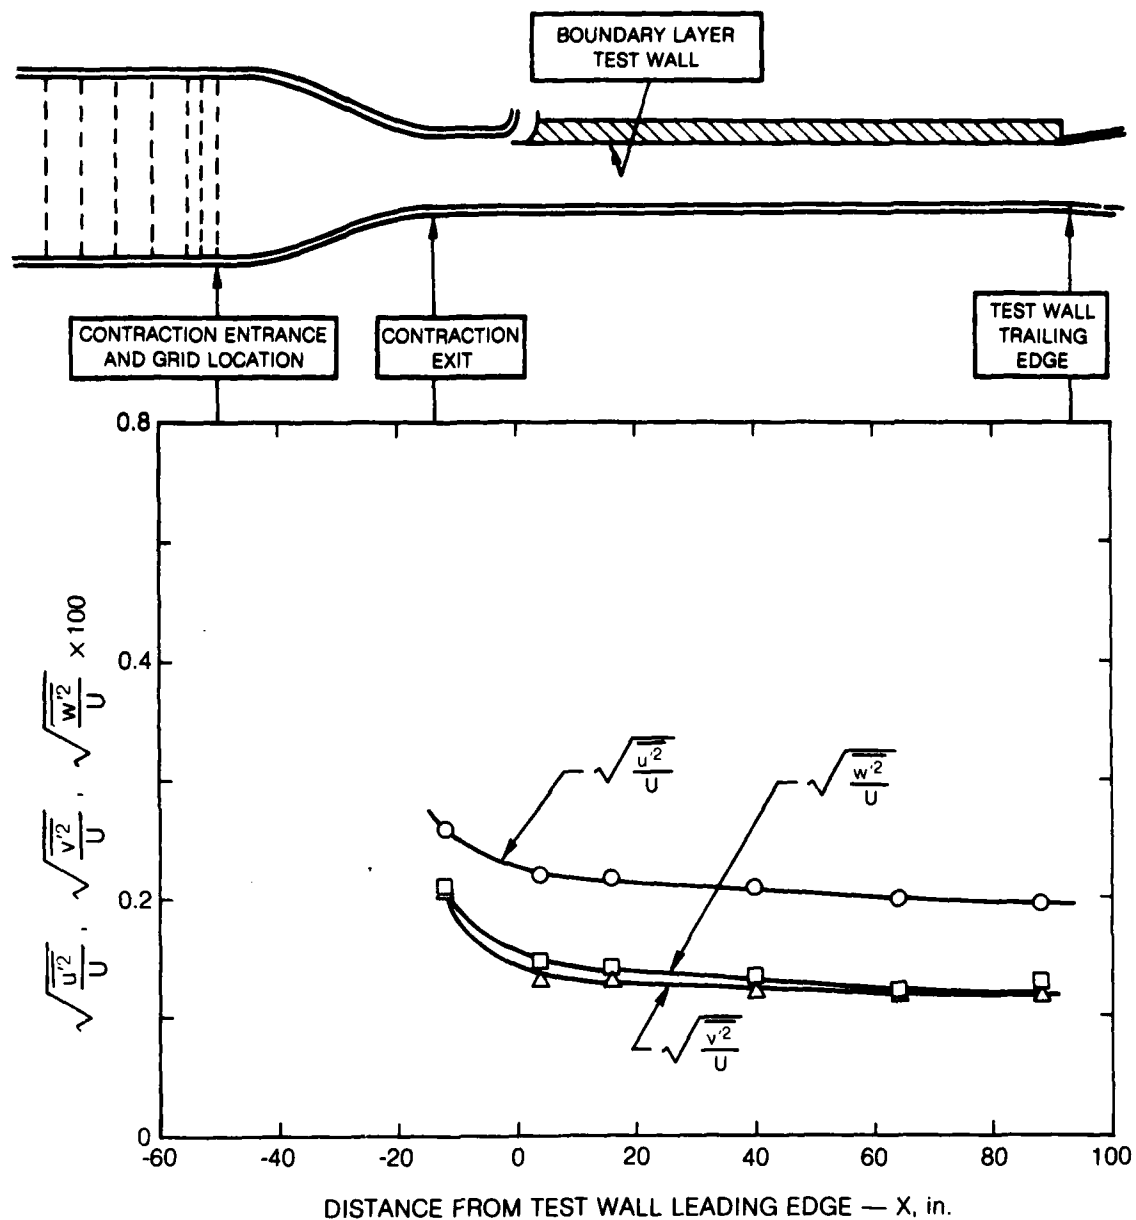 BOUNDARY LAYER
TEST WALL
CONTRACTION ENTRANCE
AND GRID LOCATION
CONTRACTION
EXIT
TEST WALL
TRAILING
EDGE
0.8
0.4
0.2
0
√u'² / U , √v'² / U , √w'² / U × 100
√u'² / U
√w'² / U
√v'² / U
-60 -40 -20 0 20 40 60 80 100
DISTANCE FROM TEST WALL LEADING EDGE — X, in.